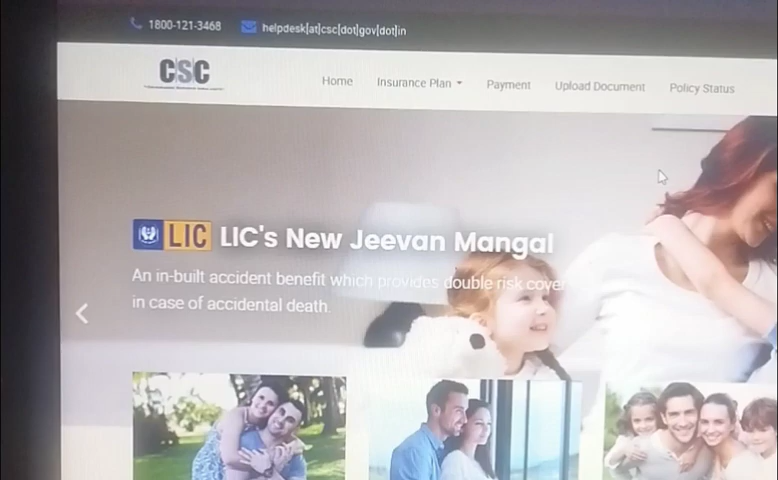 1800-121-3468 helpdesk[at]csc[dot]gov[dot]in
CSC
Home Insurance Plan Payment Upload Document Policy Status
LIC LIC's New Jeevan Mangal
An in-built accident benefit which provides double risk cover
in case of accidental death.